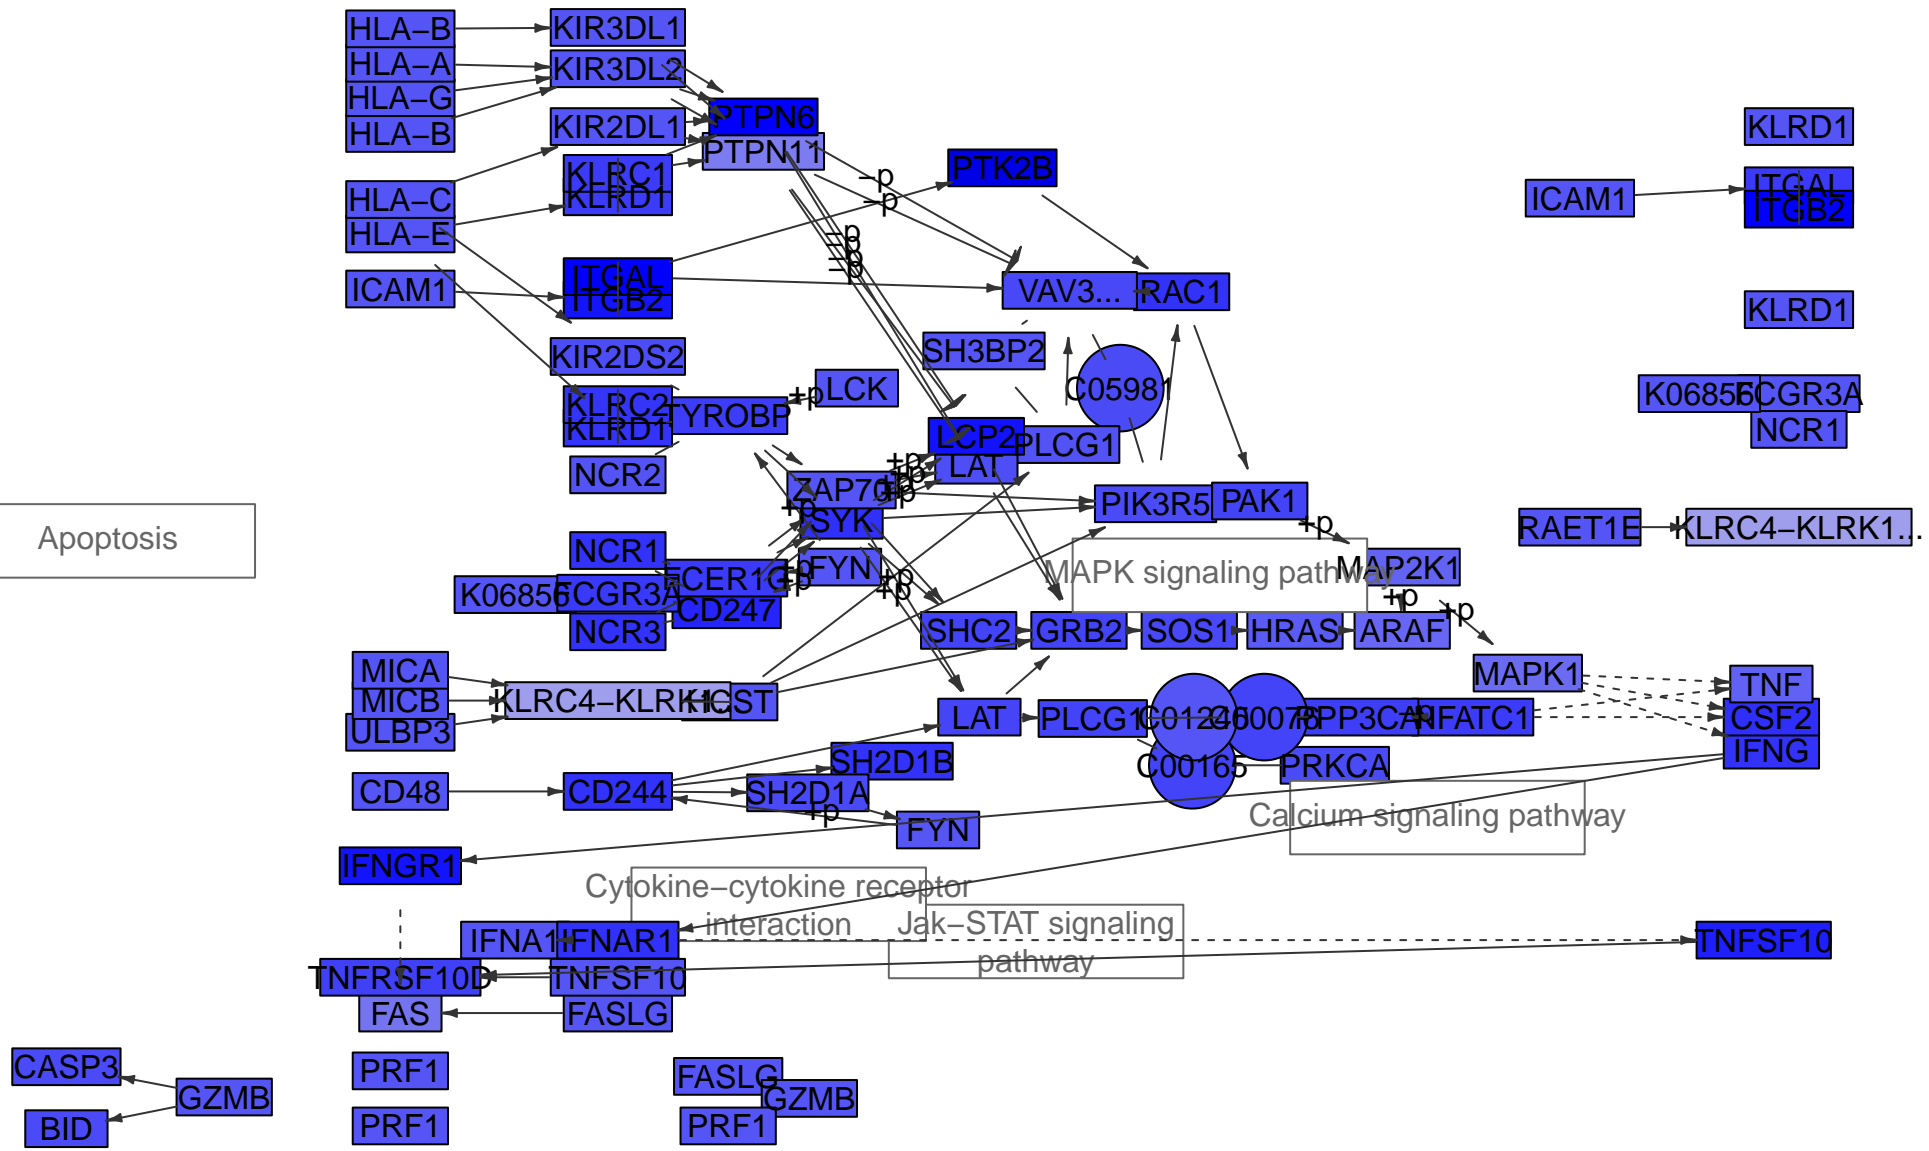 HLA−B
KIR3DL1
HLA−A
KIR3DL2
HLA−G
HLA−B
KIR2DL1
PTPN6
PTPN11
KLRC1
KLRD1
HLA−C
HLA−E
ICAM1
ITGAL
ITGB2
PTK2B
−p
−p
−p
−p
−p
−p
VAV3...
RAC1
KLRD1
ICAM1
ITGAL
ITGB2
KLRD1
KIR2DS2
KLRC2
KLRD1
TYROBP
+p
LCK
SH3BP2
C05981
K06856
FCGR3A
NCR1
NCR2
LCP2
LAT
PLCG1
ZAP70
SYK
+p
+p
+p
+p
PIK3R5
PAK1
+p
RAET1E
KLRC4−KLRK1...
Apoptosis
NCR1
K06856
FCGR3A
NCR3
FCER1G
CD247
+p
+p
FYN
+p
+p
MAPK signaling pathway
MAP2K1
+p
+p
SHC2
GRB2
SOS1
HRAS
ARAF
MICA
MICB
ULBP3
KLRC4−KLRK1...
HCST
MAPK1
TNF
CSF2
IFNG
LAT
PLCG1
C01245
C00076
C00165
PPP3CA
NFATC1
PRKCA
CD48
CD244
SH2D1B
SH2D1A
+p
FYN
Calcium signaling pathway
IFNGR1
Cytokine−cytokine receptor
interaction
Jak−STAT signaling
pathway
IFNA1
IFNAR1
TNFSF10
TNFRSF10D
TNFSF10
FAS
FASLG
CASP3
GZMB
BID
PRF1
PRF1
FASLG
GZMB
PRF1